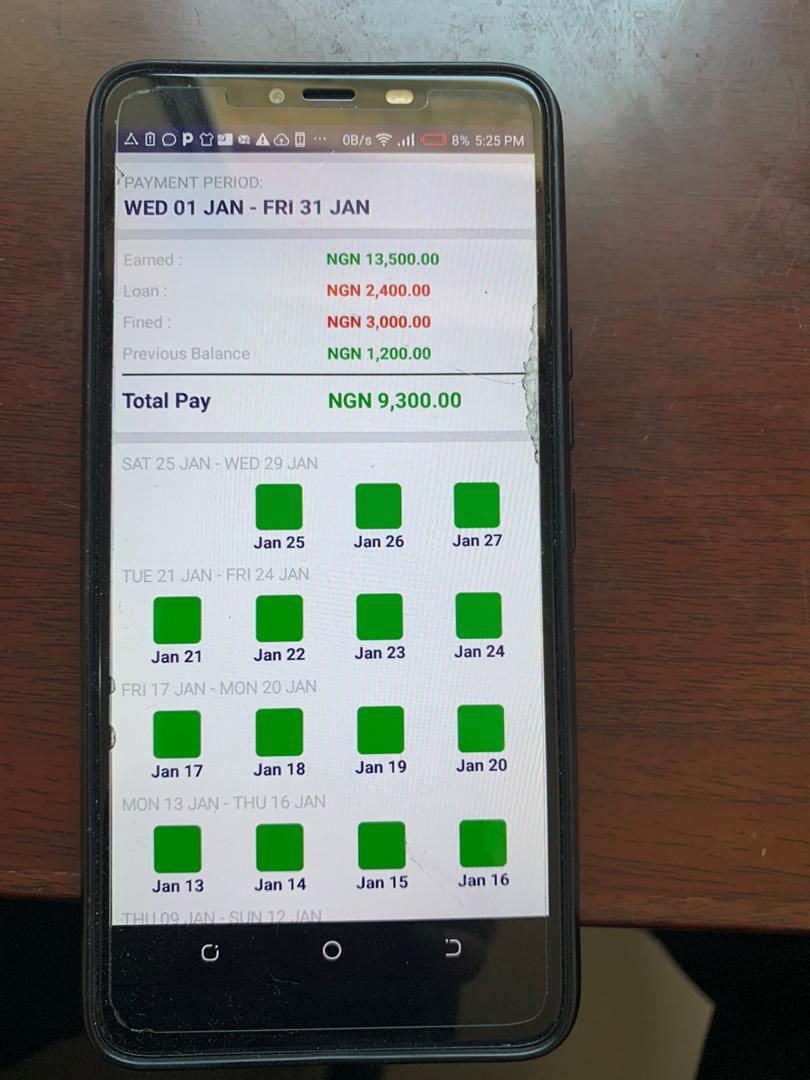 0B/s 8% 5:25 PM
PAYMENT PERIOD:
WED 01 JAN - FRI 31 JAN
Earned : NGN 13,500.00
Loan : NGN 2,400.00
Fined : NGN 3,000.00
Previous Balance NGN 1,200.00
Total Pay NGN 9,300.00
SAT 25 JAN - WED 29 JAN
Jan 25 Jan 26 Jan 27
TUE 21 JAN - FRI 24 JAN
Jan 21 Jan 22 Jan 23 Jan 24
FRI 17 JAN - MON 20 JAN
Jan 17 Jan 18 Jan 19 Jan 20
MON 13 JAN - THU 16 JAN
Jan 13 Jan 14 Jan 15 Jan 16
THU 09 JAN - SUN 12 JAN